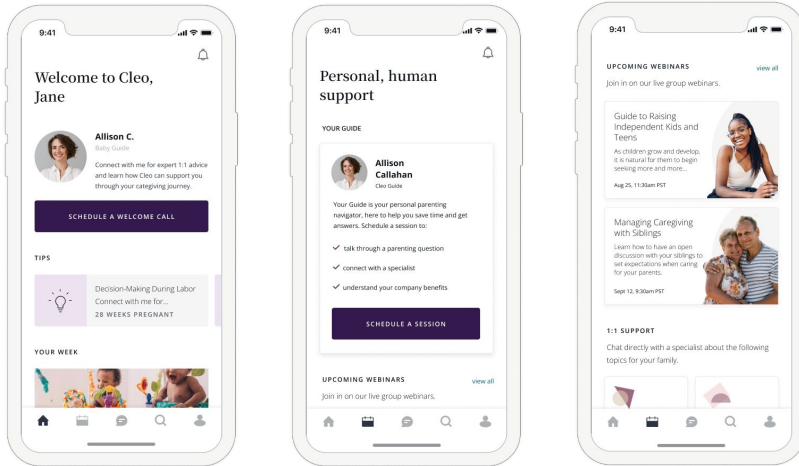 9:41
Welcome to Cleo,
Jane
Allison C.
Baby Guide
Connect with me for expert 1:1 advice
and learn how Cleo can support you
through your categiving journey.
SCHEDULE A WELCOME CALL
TIPS
Decision-Making During Labor
Connect with me for...
28 WEEKS PREGNANT
YOUR WEEK
9:41
Personal, human
support
YOUR GUIDE
Allison
Callahan
Cleo Guide
Your Guide is your personal parenting
navigator, here to help you save time and get
answers. Schedule a session to:
talk through a parenting question
connect with a specialist
understand your company benefits
SCHEDULE A SESSION
UPCOMING WEBINARS view all
Join in on our live group webinars.
9:41
UPCOMING WEBINARS view all
Join in on our live group webinars.
Guide to Raising
Independent Kids and
Teens
As children grow and develop,
it is natural for them to begin
seeking more and more...
Aug 25, 11:30am PST
Managing Caregiving
with Siblings
Learn how to have an open
discussion with your siblings to
set expectations when caring
for your parents.
Sept 12, 9:30am PST
1:1 SUPPORT
Chat directly with a specialist about the following
topics for your family.